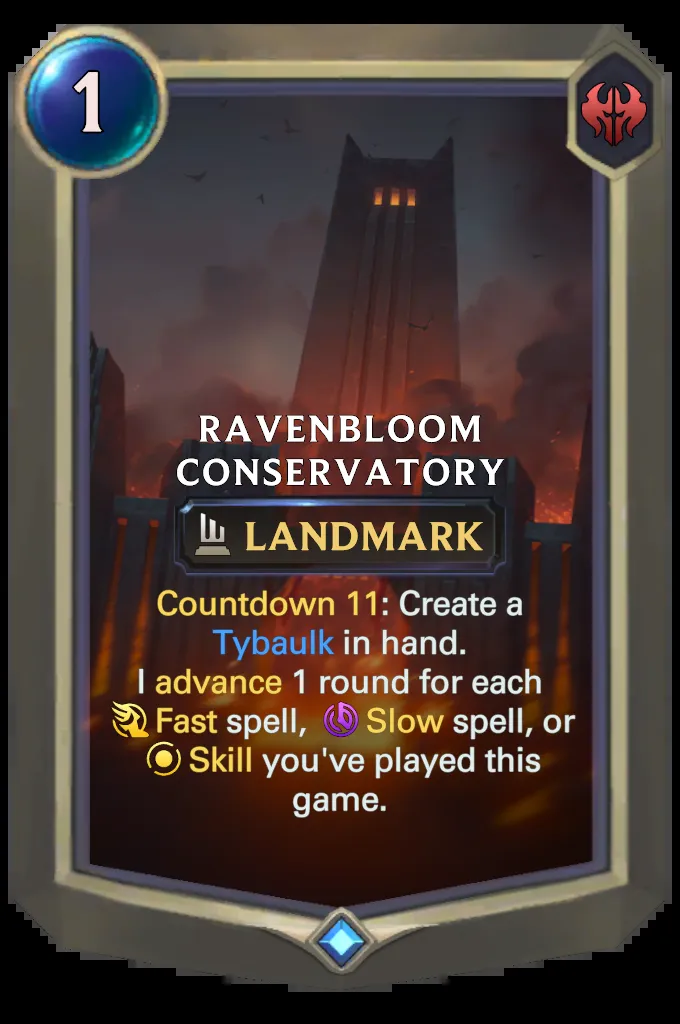 1
RAVENBLOOM
CONSERVATORY
LANDMARK
Countdown 11: Create a
Tybaulk in hand.
I advance 1 round for each
Fast spell, Slow spell, or
Skill you've played this
game.